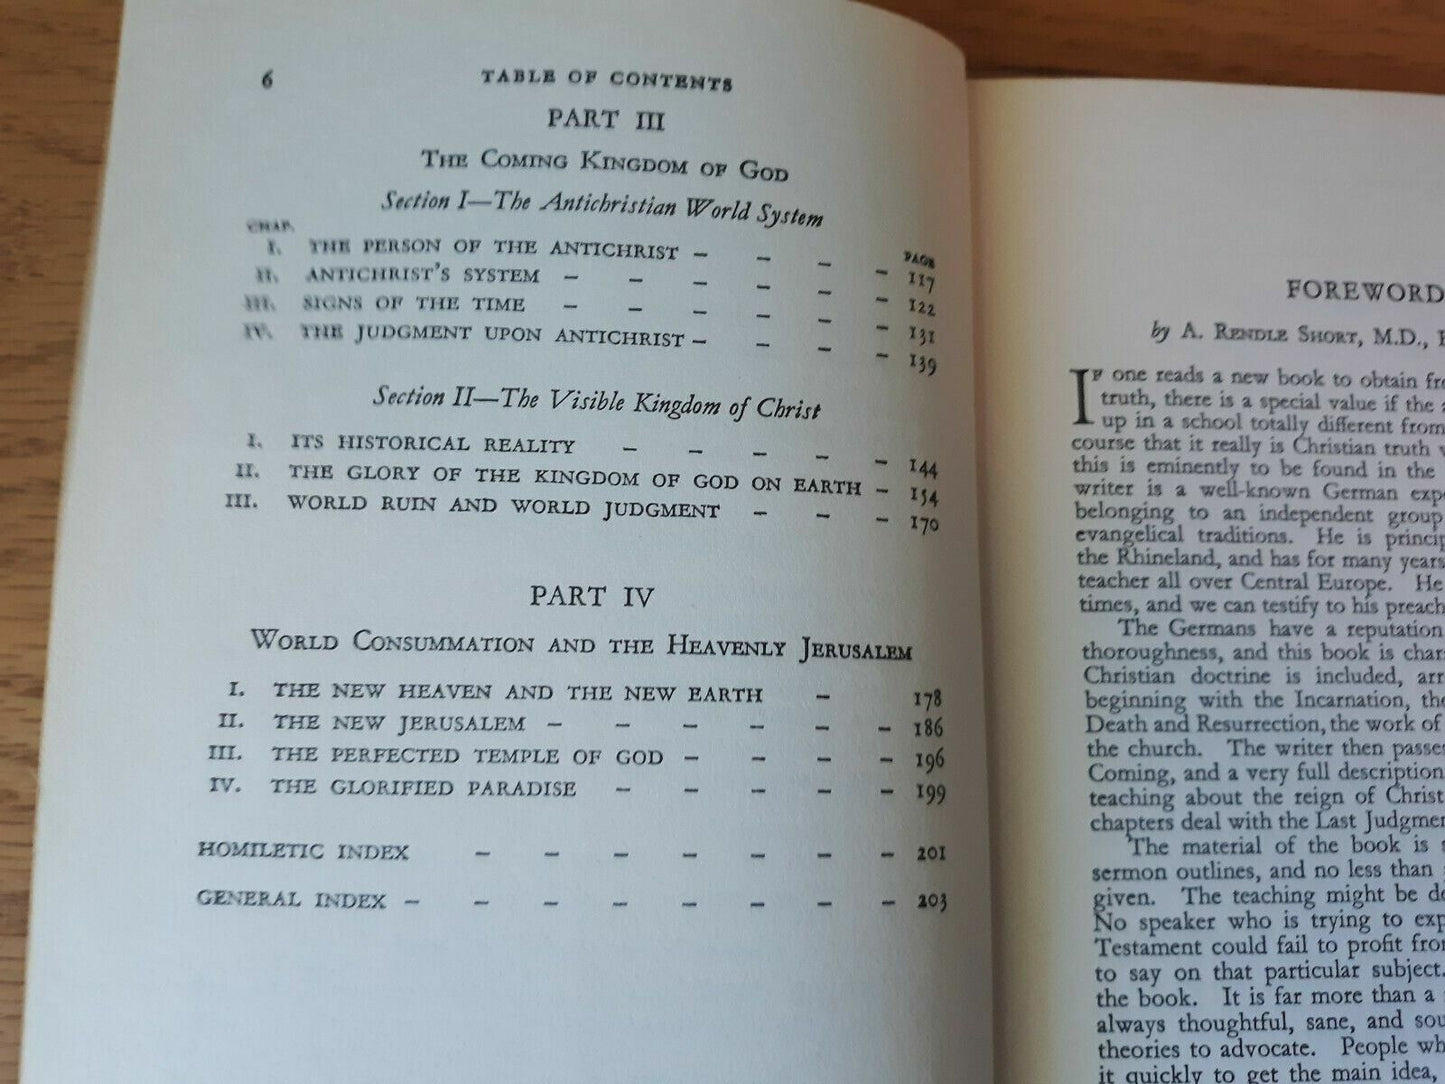 6 TABLE OF CONTENTS
PART III
THE COMING KINGDOM OF GOD
Section I—The Antichristian World System
CHAP. PAGE
I. THE PERSON OF THE ANTICHRIST – – – – 117
II. ANTICHRIST'S SYSTEM – – – – – – 122
III. SIGNS OF THE TIME – – – – – – 131
IV. THE JUDGMENT UPON ANTICHRIST – – – – 139
Section II—The Visible Kingdom of Christ
I. ITS HISTORICAL REALITY – – – – – 144
II. THE GLORY OF THE KINGDOM OF GOD ON EARTH – 154
III. WORLD RUIN AND WORLD JUDGMENT – – – 170
PART IV
WORLD CONSUMMATION AND THE HEAVENLY JERUSALEM
I. THE NEW HEAVEN AND THE NEW EARTH – 178
II. THE NEW JERUSALEM – – – – – – 186
III. THE PERFECTED TEMPLE OF GOD – – – – 196
IV. THE GLORIFIED PARADISE – – – – – 199
HOMILETIC INDEX – – – – – – – 201
GENERAL INDEX – – – – – – – – 203
FOREWORD
by A. RENDLE SHORT, M.D.,
IF one reads a new book to obtain
truth, there is a special value if the
up in a school totally different from
course that it really is Christian truth
this is eminently to be found in the
writer is a well-known German
belonging to an independent group
evangelical traditions. He is
the Rhineland, and has for many years
teacher all over Central Europe. He
times, and we can testify to his
The Germans have a reputation
thoroughness, and this book is
Christian doctrine is included,
beginning with the Incarnation,
Death and Resurrection, the work of
the church. The writer then
Coming, and a very full description
teaching about the reign of Christ
chapters deal with the Last
The material of the book is
sermon outlines, and no less than
given. The teaching might be
No speaker who is trying to
Testament could fail to profit
to say on that particular subject.
the book. It is far more than a
always thoughtful, sane, and
theories to advocate. People
it quickly to get the main idea,